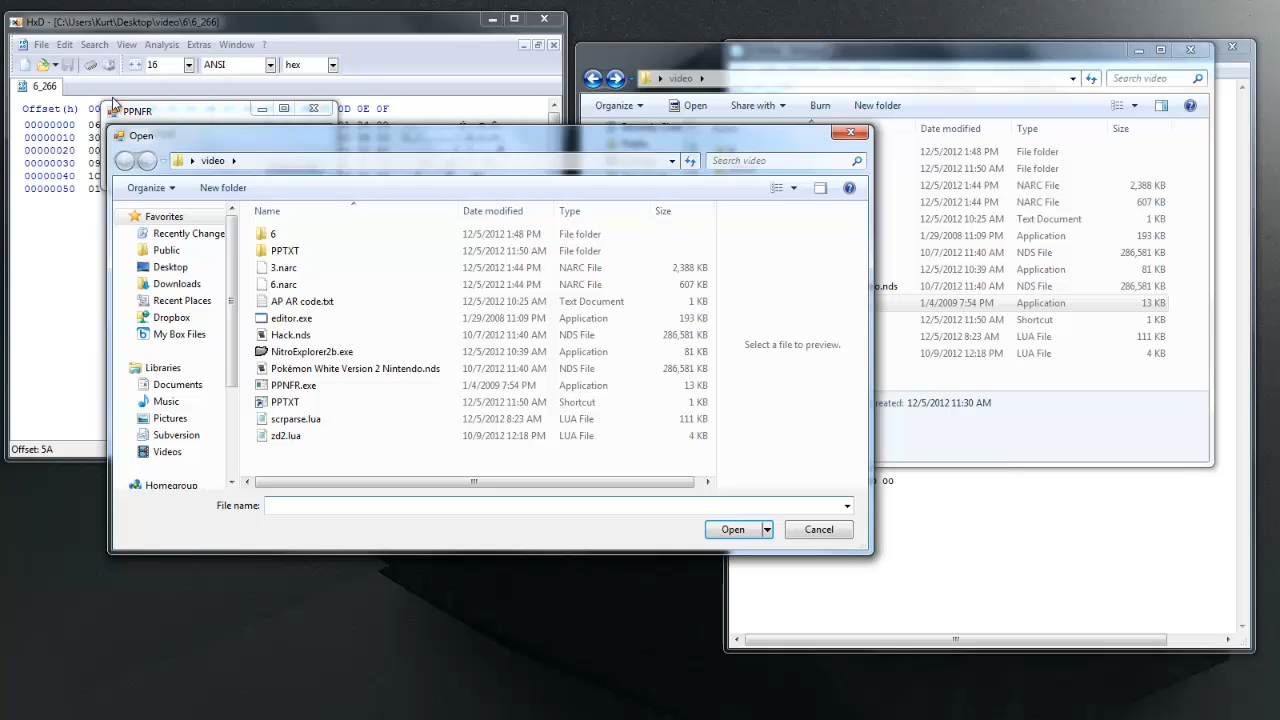 HxD - [C:\Users\Kurt\Desktop\video\6\6_266]
File Edit Search View Analysis Extras Window ?
16 ANSI hex
6_266
Offset(h) 00 0D 0E 0F
00000000
00000010
00000020 00
00000030 09
00000040
00000050 01
Offset: 5A
PPNFR
Open
video
Search video
Organize New folder
Favorites
Recently Change
Public
Desktop
Downloads
Recent Places
Dropbox
My Box Files
Libraries
Documents
Music
Pictures
Subversion
Videos
Homegroup
Name Date modified Type Size
6 12/5/2012 1:48 PM File folder
PPTXT 12/5/2012 11:50 AM File folder
3.narc 12/5/2012 1:44 PM NARC File 2,388 KB
6.narc 12/5/2012 1:44 PM NARC File 607 KB
AP AR code.txt 12/5/2012 10:25 AM Text Document 1 KB
editor.exe 1/29/2008 11:09 PM Application 193 KB
Hack.nds 10/7/2012 11:40 AM NDS File 286,581 KB
NitroExplorer2b.exe 12/5/2012 10:39 AM Application 81 KB
Pokémon White Version 2 Nintendo.nds 10/7/2012 11:40 AM NDS File 286,581 KB
PPNFR.exe 1/4/2009 7:54 PM Application 13 KB
PPTXT 12/5/2012 11:50 AM Shortcut 1 KB
scrparse.lua 12/5/2012 8:23 AM LUA File 111 KB
zd2.lua 10/9/2012 12:18 PM LUA File 4 KB
Select a file to preview.
File name:
Open Cancel
video
Search video
Organize Open Share with Burn New folder
Date modified Type Size
12/5/2012 1:48 PM File folder
12/5/2012 11:50 AM File folder
12/5/2012 1:44 PM NARC File 2,388 KB
12/5/2012 1:44 PM NARC File 607 KB
12/5/2012 10:25 AM Text Document 1 KB
1/29/2008 11:09 PM Application 193 KB
10/7/2012 11:40 AM NDS File 286,581 KB
12/5/2012 10:39 AM Application 81 KB
o.nds 10/7/2012 11:40 AM NDS File 286,581 KB
1/4/2009 7:54 PM Application 13 KB
12/5/2012 11:50 AM Shortcut 1 KB
12/5/2012 8:23 AM LUA File 111 KB
10/9/2012 12:18 PM LUA File 4 KB
eated: 12/5/2012 11:30 AM
00